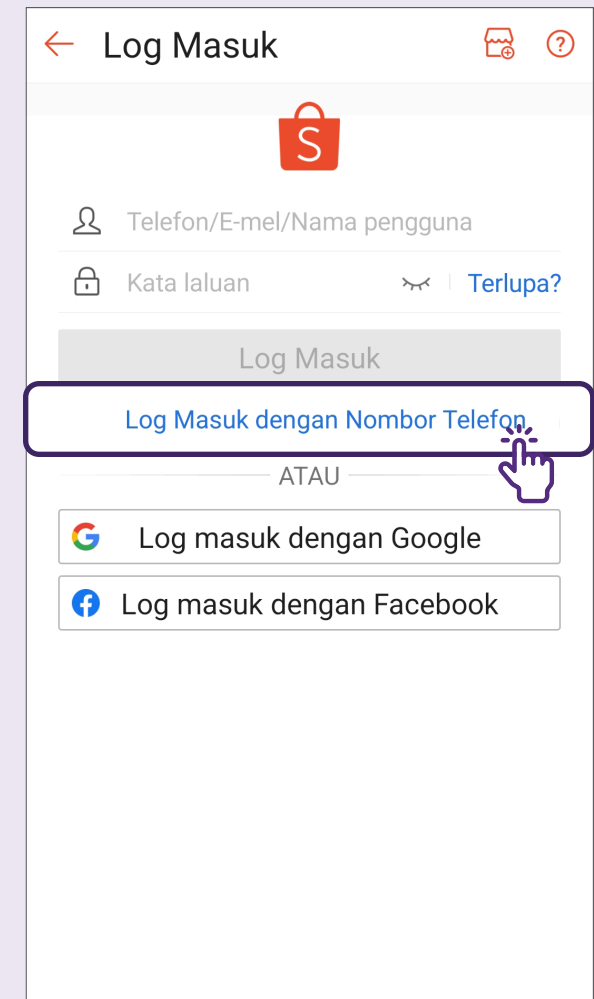 Log Masuk
S
Telefon/E-mel/Nama pengguna
Kata laluan Terlupa?
Log Masuk
Log Masuk dengan Nombor Telefon
ATAU
Log masuk dengan Google
Log masuk dengan Facebook